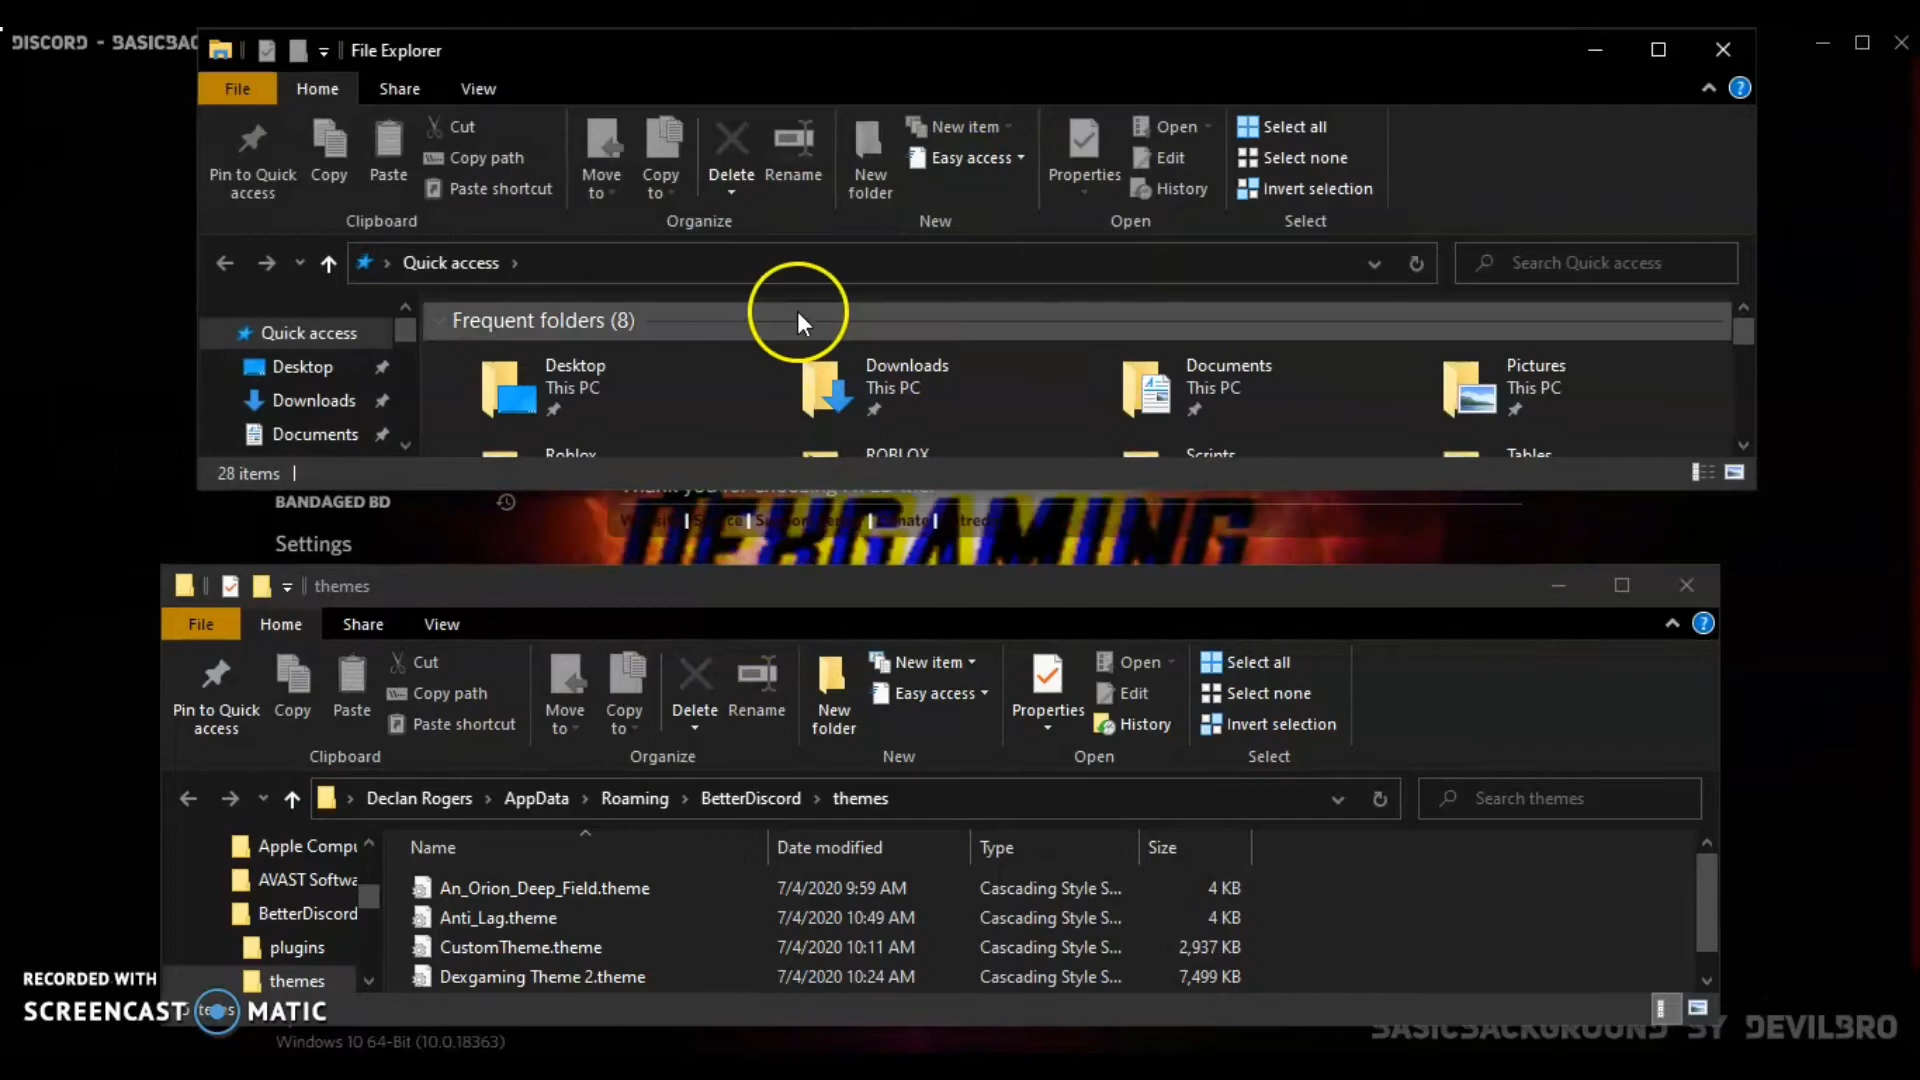 DISCORD - BASICBAC
File Explorer
File Home Share View
Pin to Quick access
Copy
Paste
Cut
Copy path
Paste shortcut
Move to
Copy to
Delete
Rename
New folder
New item
Easy access
Properties
Open
Edit
History
Select all
Select none
Invert selection
Clipboard Organize New Open Select
Quick access
Search Quick access
Quick access
Desktop
Downloads
Documents
Frequent folders (8)
Desktop
This PC
Downloads
This PC
Documents
This PC
Pictures
This PC
Roblox ROBLOX Scripts Tables
28 items
BANDAGED BD
Thank you for choosing
Settings
DEXGAMING
themes
File Home Share View
Pin to Quick access
Copy
Paste
Cut
Copy path
Paste shortcut
Move to
Copy to
Delete
Rename
New folder
New item
Easy access
Properties
Open
Edit
History
Select all
Select none
Invert selection
Clipboard Organize New Open Select
Declan Rogers AppData Roaming BetterDiscord themes
Search themes
Apple Compu
AVAST Softwa
BetterDiscord
plugins
themes
Name Date modified Type Size
An_Orion_Deep_Field.theme 7/4/2020 9:59 AM Cascading Style S... 4 KB
Anti_Lag.theme 7/4/2020 10:49 AM Cascading Style S... 4 KB
CustomTheme.theme 7/4/2020 10:11 AM Cascading Style S... 2,937 KB
Dexgaming Theme 2.theme 7/4/2020 10:24 AM Cascading Style S... 7,499 KB
RECORDED WITH
SCREENCAST MATIC
Windows 10 64-Bit (10.0.18363)
BASICBACKGROUND BY DEVILBRO